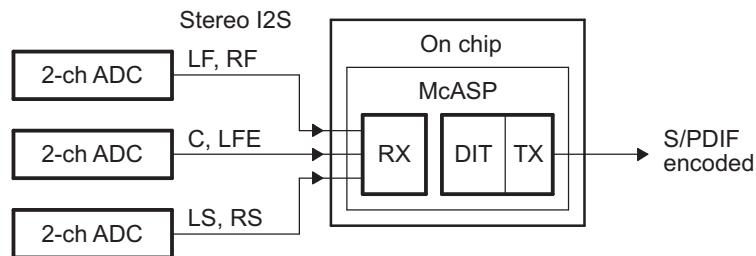 Stereo I2S
On chip
McASP
2-ch ADC
LF, RF
2-ch ADC
C, LFE
RX
DIT
TX
S/PDIF
encoded
2-ch ADC
LS, RS